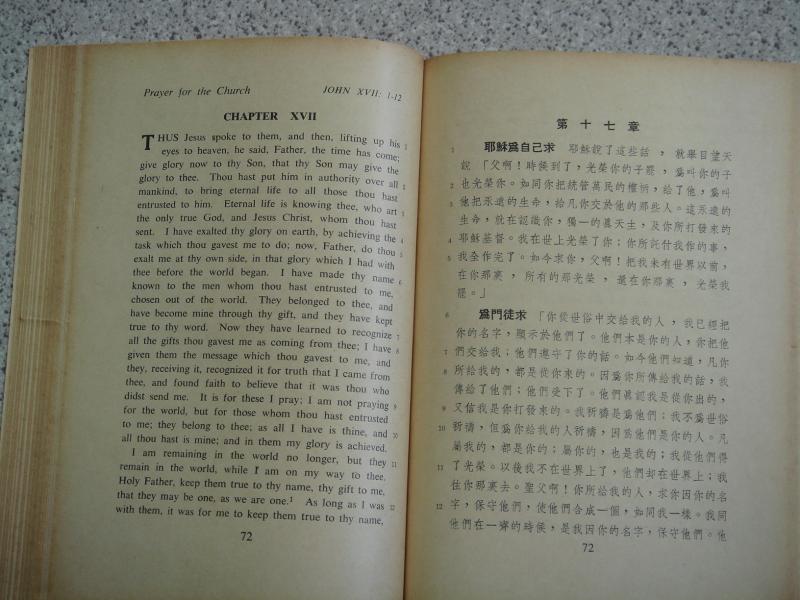 Prayer for the Church JOHN XVII: 1-12
CHAPTER XVII
THUS Jesus spoke to them, and then, lifting up his 1
eyes to heaven, he said, Father, the time has come;
give glory now to thy Son, that thy Son may give the
glory to thee. Thou hast put him in authority over all 2
mankind, to bring eternal life to all those thou hast
entrusted to him. Eternal life is knowing thee, who art 3
the only true God, and Jesus Christ, whom thou hast
sent. I have exalted thy glory on earth, by achieving the 4
task which thou gavest me to do; now, Father, do thou 5
exalt me at thy own side, in that glory which I had with
thee before the world began. I have made thy name 6
known to the men whom thou hast entrusted to me,
chosen out of the world. They belonged to thee, and
have become mine through thy gift, and they have kept
true to thy word. Now they have learned to recognize 7
all the gifts thou gavest me as coming from thee; I have 8
given them the message which thou gavest to me, and
they, receiving it, recognized it for truth that I came from
thee, and found faith to believe that it was thou who
didst send me. It is for these I pray; I am not praying 9
for the world, but for those whom thou hast entrusted
to me; they belong to thee; as all I have is thine, and 10
all thou hast is mine; and in them my glory is achieved.
I am remaining in the world no longer, but they 11
remain in the world, while I am on my way to thee.
Holy Father, keep them true to thy name, thy gift to me,
that they may be one, as we are one.¹ As long as I was 12
with them, it was for me to keep them true to thy name,
72
第十七章
1 耶穌爲自己求 耶穌說了這些話，就舉目望天
說「父啊！時候到了，光榮你的子罷，爲叫你的子
2 也光榮你。如同你把統管萬民的權柄，給了他，爲叫
3 他把永遠的生命，給凡你交於他的那些人。這永遠的
生命，就在認識你，獨一的眞天主，及你所打發來的
4 耶穌基督。我在世上光榮了你；你所託付我作的事，
5 我全作完了。如今求你，父啊！把我未有世界以前，
在你那裏，所有的那光榮，還在你那裏，光榮我
罷。」
6 爲門徒求 「你從世俗中交給我的人，我已經把
你的名字，顯示於他們了。他們本是你的人，你把他
7 們交給我；他們遵守了你的話。如今他們知道，凡你
8 所給我的，都是從你來的。因爲你所傳給我的話，我
傳給了他們；他們受下了。他們眞認我是從你出的，
9 又信我是你打發來的。我祈禱爲他們；我不爲世俗
10 祈禱，但爲你給我的人祈禱，因爲他們是你的人。凡
屬我的，都是你的；屬你的，也是我的；我從他們得
11 了光榮。以後我不在世界上了，他們却在世界上；我
往你那裏去。聖父啊！你所給我的人，求你因你的名
12 字，保守他們，使他們合成一個，如同我一樣。我同
他們在一齊的時候，是我因你的名字，保守他們。他
72